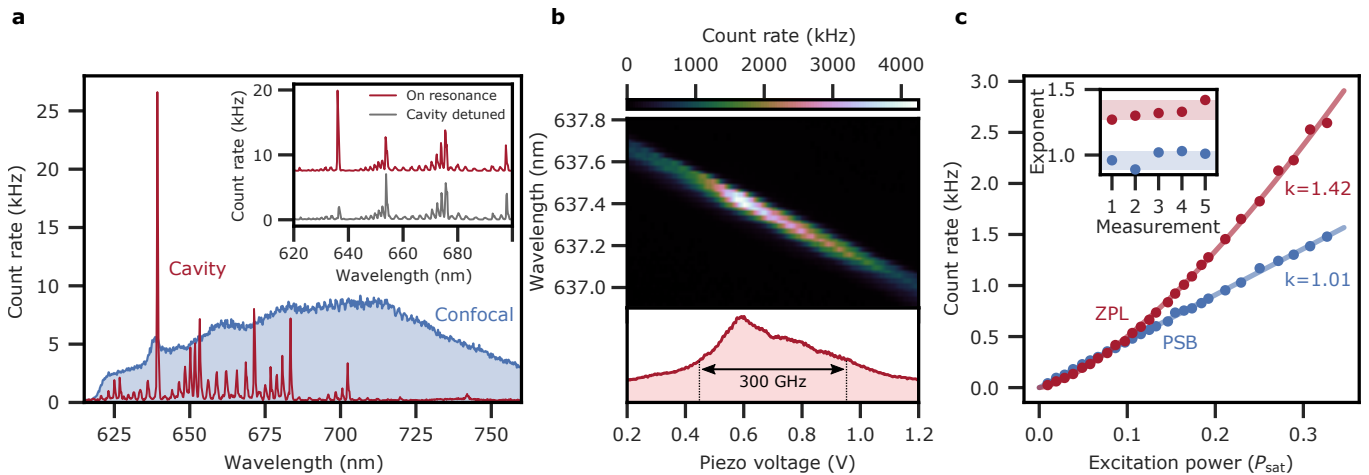 a
Count rate (kHz)
25
20
15
10
5
0
625
650
675
700
725
750
Wavelength (nm)
Cavity
Confocal
On resonance
Cavity detuned
Count rate (kHz)
20
10
0
620
640
660
680
Wavelength (nm)
b
Count rate (kHz)
0
1000
2000
3000
4000
Wavelength (nm)
637.8
637.6
637.4
637.2
637.0
300 GHz
0.2
0.4
0.6
0.8
1.0
1.2
Piezo voltage (V)
c
Count rate (kHz)
3.0
2.5
2.0
1.5
1.0
0.5
0.0
Exponent
1.5
1.0
1 2 3 4 5
Measurement
k=1.42
k=1.01
ZPL
PSB
0.0
0.1
0.2
0.3
Excitation power (Psat)